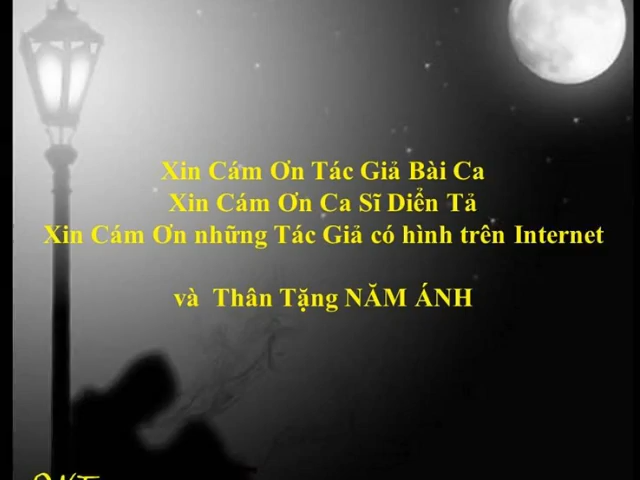 Xin Cám Ơn Tác Giả Bài Ca
Xin Cám Ơn Ca Sĩ Diển Tả
Xin Cám Ơn những Tác Giả có hình trên Internet
và Thân Tặng NĂM ÁNH